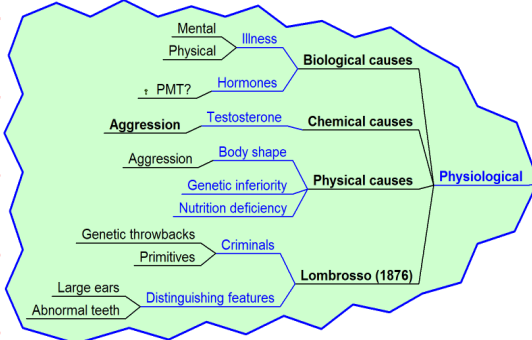 Mental
Illness
Physical
Biological causes
Hormones
♀ PMT?
Testosterone
Aggression
Chemical causes
Body shape
Aggression
Physical causes
Physiological
Genetic inferiority
Nutrition deficiency
Genetic throwbacks
Criminals
Primitives
Lombrosso (1876)
Large ears
Distinguishing features
Abnormal teeth